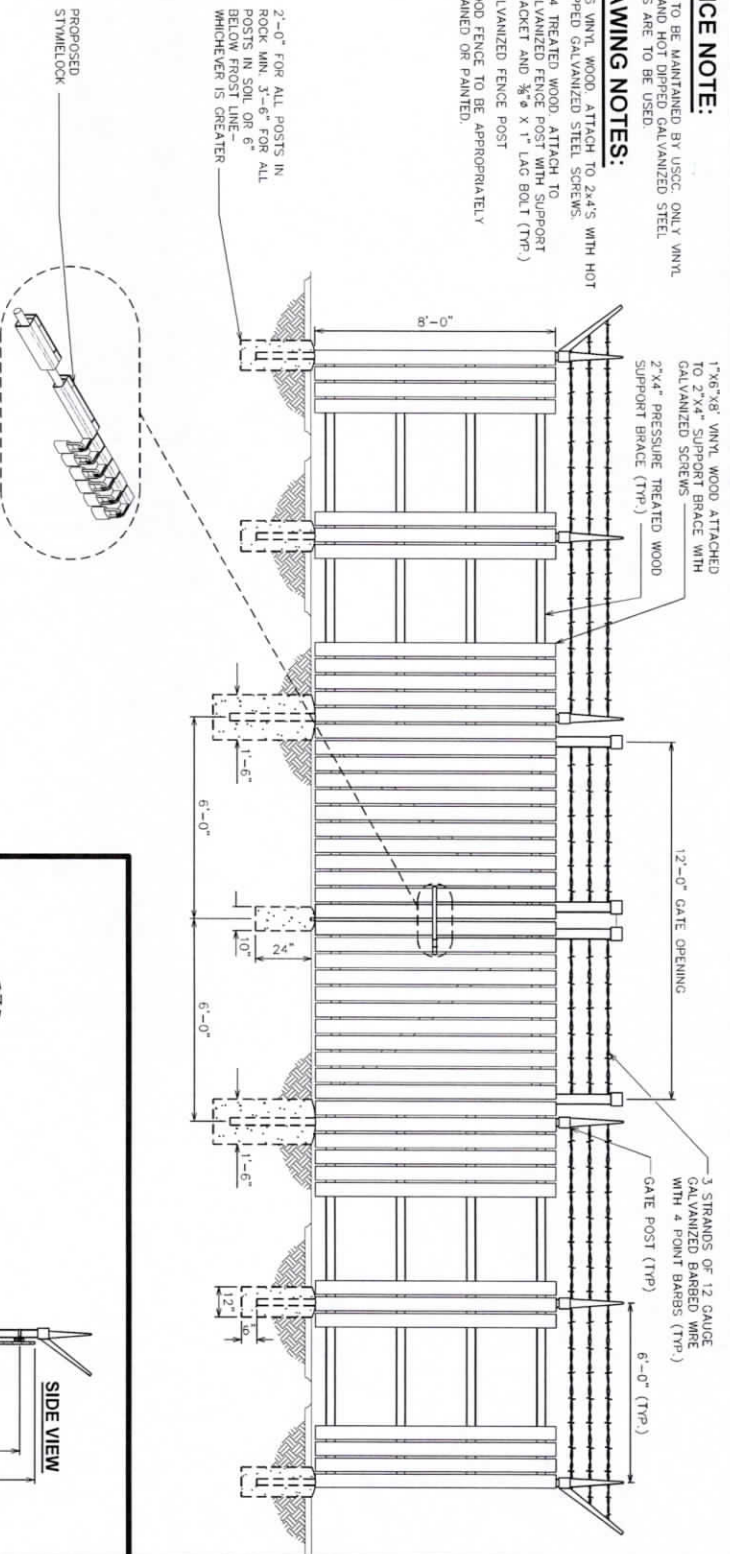 ICE NOTE:
TO BE MAINTAINED BY USCC. ONLY VINYL
AND HOT DIPPED GALVANIZED STEEL
S ARE TO BE USED.
AWING NOTES:
6 VINYL WOOD, ATTACH TO 2x4'S WITH HOT
PPED GALVANIZED STEEL SCREWS.
4 TREATED WOOD, ATTACH TO
LVANIZED FENCE POST WITH SUPPORT
ACKET AND ⅜"ø X 1" LAG BOLT (TYP.)
LVANIZED FENCE POST
OOD FENCE TO BE APPROPRIATELY
AINED OR PAINTED.
1"X6"X8' VINYL WOOD ATTACHED
TO 2"X4" SUPPORT BRACE WITH
GALVANIZED SCREWS
2"X4" PRESSURE TREATED WOOD
SUPPORT BRACE (TYP.)
12'-0" GATE OPENING
3 STRANDS OF 12 GAUGE
GALVANIZED BARBED WIRE
WITH 4 POINT BARBS (TYP.)
GATE POST (TYP)
6'-0" (TYP.)
8'-0"
2'-0" FOR ALL POSTS IN
ROCK MIN. 3'-6" FOR ALL
POSTS IN SOIL OR 6"
BELOW FROST LINE-
WHICHEVER IS GREATER
1'-6"
6'-0"
10"
24"
6'-0"
1'-6"
12"
6"
PROPOSED
STYMIELOCK
SIDE VIEW